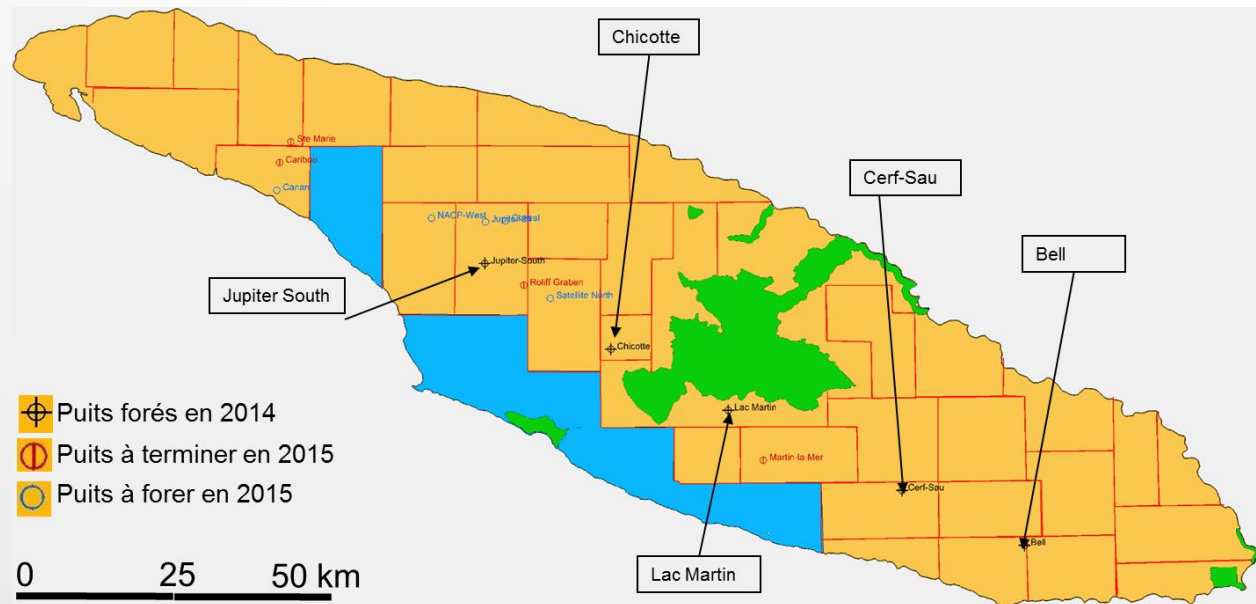 Chicotte
Cerf-Sau
Bell
Jupiter South
Lac Martin
Ste Marie
Caribou
NACP-West
Jupiter-South
Roliff Graben
Satellite North
Chicotte
Lac Martin
Martin-la-Mer
Cerf-Sau
Bell
Puits forés en 2014
Puits à terminer en 2015
Puits à forer en 2015
0 25 50 km